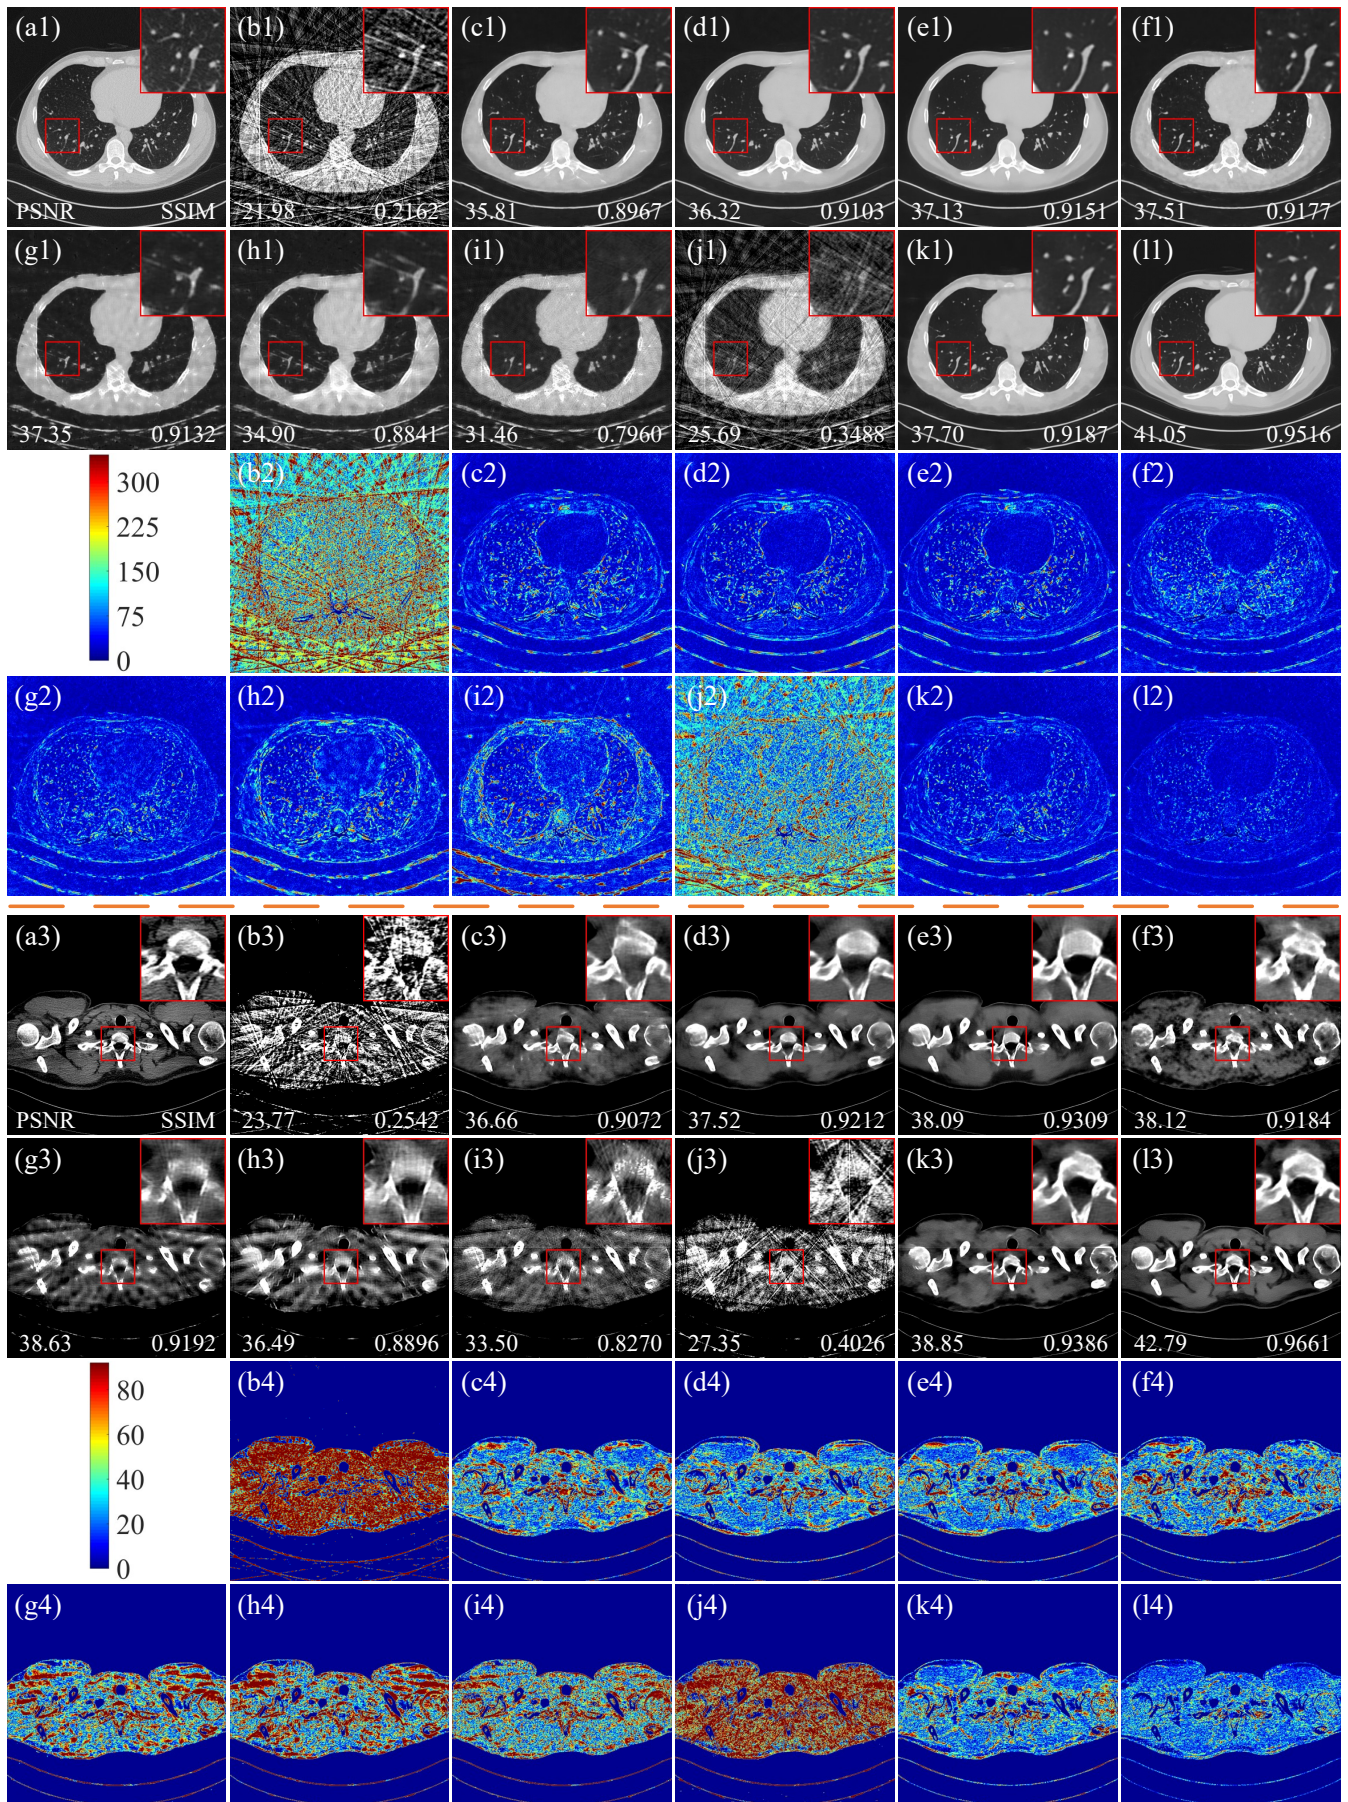 (a1) (b1) (c1) (d1) (e1) (f1)
PSNR SSIM 21.98 0.2162 35.81 0.8967 36.32 0.9103 37.13 0.9151 37.51 0.9177
(g1) (h1) (i1) (j1) (k1) (l1)
37.35 0.9132 34.90 0.8841 31.46 0.7960 25.69 0.3488 37.70 0.9187 41.05 0.9516
(b2) (c2) (d2) (e2) (f2)
300
225
150
75
0
(g2) (h2) (i2) (j2) (k2) (l2)
(a3) (b3) (c3) (d3) (e3) (f3)
PSNR SSIM 23.77 0.2542 36.66 0.9072 37.52 0.9212 38.09 0.9309 38.12 0.9184
(g3) (h3) (i3) (j3) (k3) (l3)
38.63 0.9192 36.49 0.8896 33.50 0.8270 27.35 0.4026 38.85 0.9386 42.79 0.9661
(b4) (c4) (d4) (e4) (f4)
80
60
40
20
0
(g4) (h4) (i4) (j4) (k4) (l4)